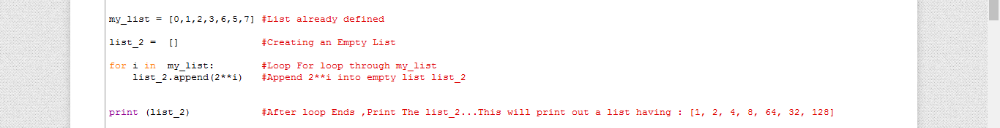 my_list = [0,1,2,3,6,5,7] #List already defined
list_2 =  []           #Creating an Empty List
for i in  my_list:        #Loop For loop through my_list
    list_2.append(2**i)   #Append 2**i into empty list list_2
print (list_2)            #After loop Ends ,Print The list_2...This will print out a list having : [1, 2, 4, 8, 64, 32, 128]